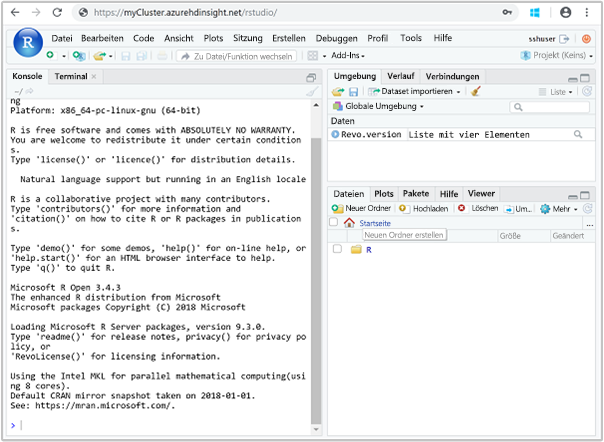 https://myCluster.azurehdinsight.net/rstudio/
R
Datei Bearbeiten Code Ansicht Plots Sitzung Erstellen Debuggen Profil Tools Hilfe
sshuser
Zu Datei/Funktion wechseln
Add-Ins
Projekt (Keins)
Konsole Terminal
~/
ng
Platform: x86_64-pc-linux-gnu (64-bit)
R is free software and comes with ABSOLUTELY NO WARRANTY.
You are welcome to redistribute it under certain condition
s.
Type 'license()' or 'licence()' for distribution details.
Natural language support but running in an English locale
R is a collaborative project with many contributors.
Type 'contributors()' for more information and
'citation()' on how to cite R or R packages in publication
s.
Type 'demo()' for some demos, 'help()' for on-line help, or
'help.start()' for an HTML browser interface to help.
Type 'q()' to quit R.
Microsoft R Open 3.4.3
The enhanced R distribution from Microsoft
Microsoft packages Copyright (C) 2018 Microsoft
Loading Microsoft R Server packages, version 9.3.0.
Type 'readme()' for release notes, privacy() for privacy po
licy, or
'RevoLicense()' for licensing information.
Using the Intel MKL for parallel mathematical computing(usi
ng 8 cores).
Default CRAN mirror snapshot taken on 2018-01-01.
See: https://mran.microsoft.com/.
>
Umgebung Verlauf Verbindungen
Dataset importieren
Liste
Globale Umgebung
Daten
Revo.version Liste mit vier Elementen
Dateien Plots Pakete Hilfe Viewer
Neuer Ordner Hochladen Löschen Um... Mehr
Startseite ...
Neuen Ordner erstellen
Größe Geändert
R